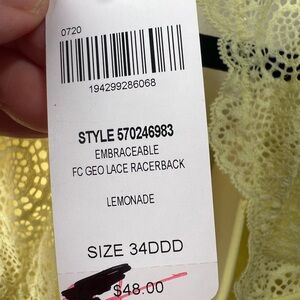 0720
194299286068
STYLE 570246983
EMBRACEABLE
FC GEO LACE RACERBACK
LEMONADE
SIZE 34DDD
$48.00